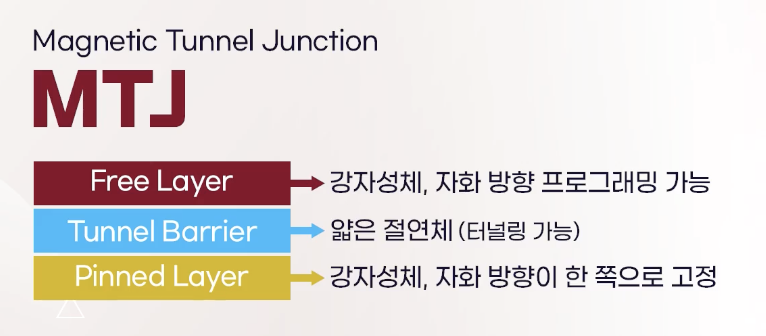 Magnetic Tunnel Junction
MTJ
Free Layer 강자성체, 자화 방향 프로그래밍 가능
Tunnel Barrier 얇은 절연체 (터널링 가능)
Pinned Layer 강자성체, 자화 방향이 한 쪽으로 고정